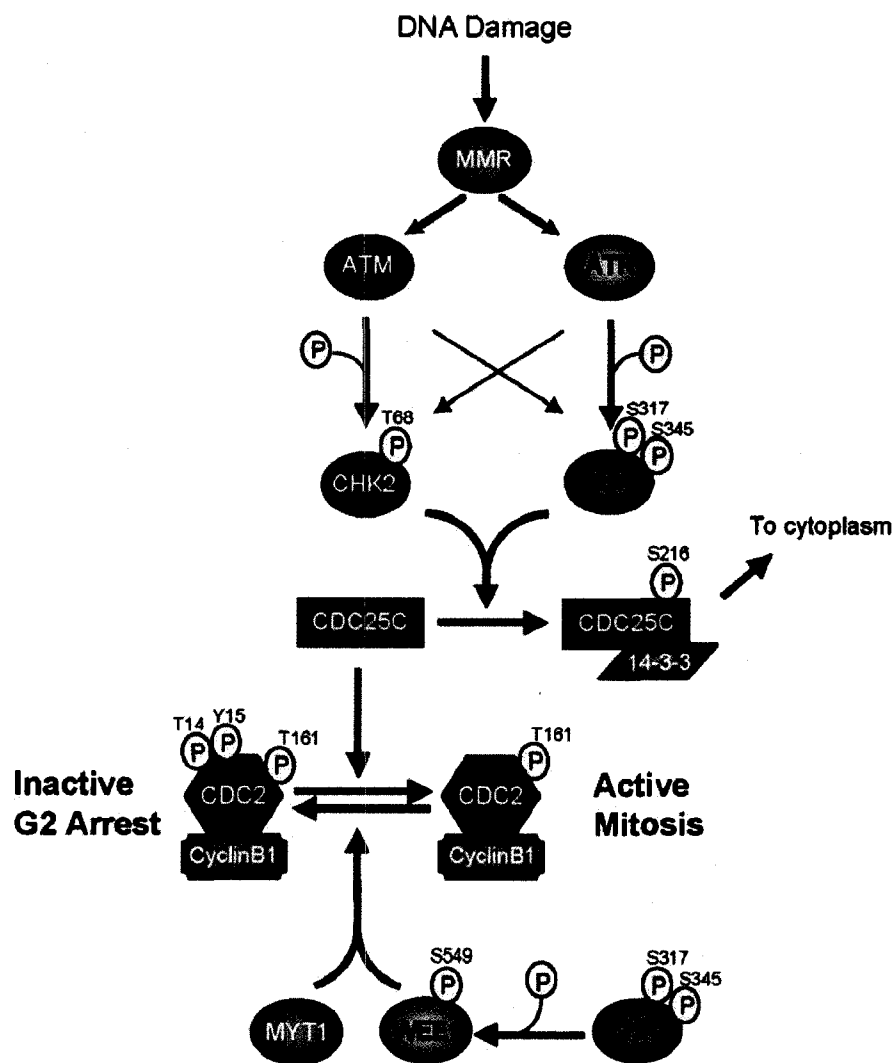 DNA Damage
MMR
ATM
P
P
T68
P
S317
P
S345
P
CHK2
To cytoplasm
S216
P
CDC25C
CDC25C
14-3-3
T14
P
Y15
P
T161
P
T161
P
Inactive
G2 Arrest
CDC2
CDC2
Active
Mitosis
CyclinB1
CyclinB1
S549
P
P
S317
P
S345
P
MYT1